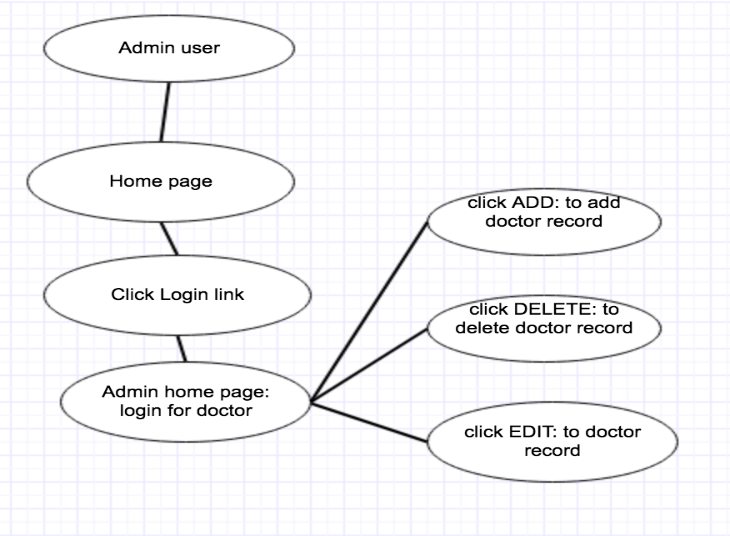 Admin user
Home page
Click Login link
Admin home page:
login for doctor
click ADD: to add
doctor record
click DELETE: to
delete doctor record
click EDIT: to doctor
record